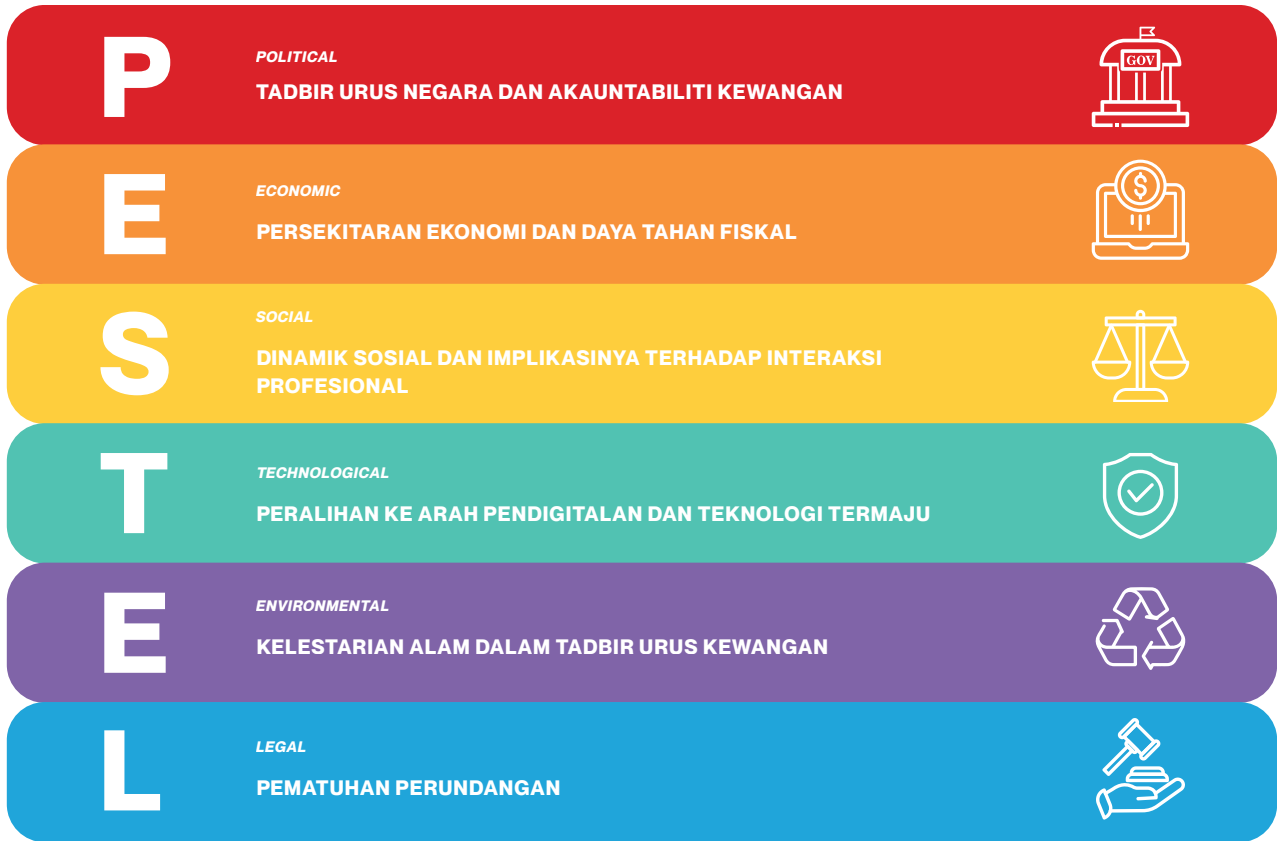 P
POLITICAL
TADBIR URUS NEGARA DAN AKAUNTABILITI KEWANGAN
GOV
E
ECONOMIC
PERSEKITARAN EKONOMI DAN DAYA TAHAN FISKAL
$
S
SOCIAL
DINAMIK SOSIAL DAN IMPLIKASINYA TERHADAP INTERAKSI
PROFESIONAL
T
TECHNOLOGICAL
PERALIHAN KE ARAH PENDIGITALAN DAN TEKNOLOGI TERMAJU
E
ENVIRONMENTAL
KELESTARIAN ALAM DALAM TADBIR URUS KEWANGAN
L
LEGAL
PEMATUHAN PERUNDANGAN